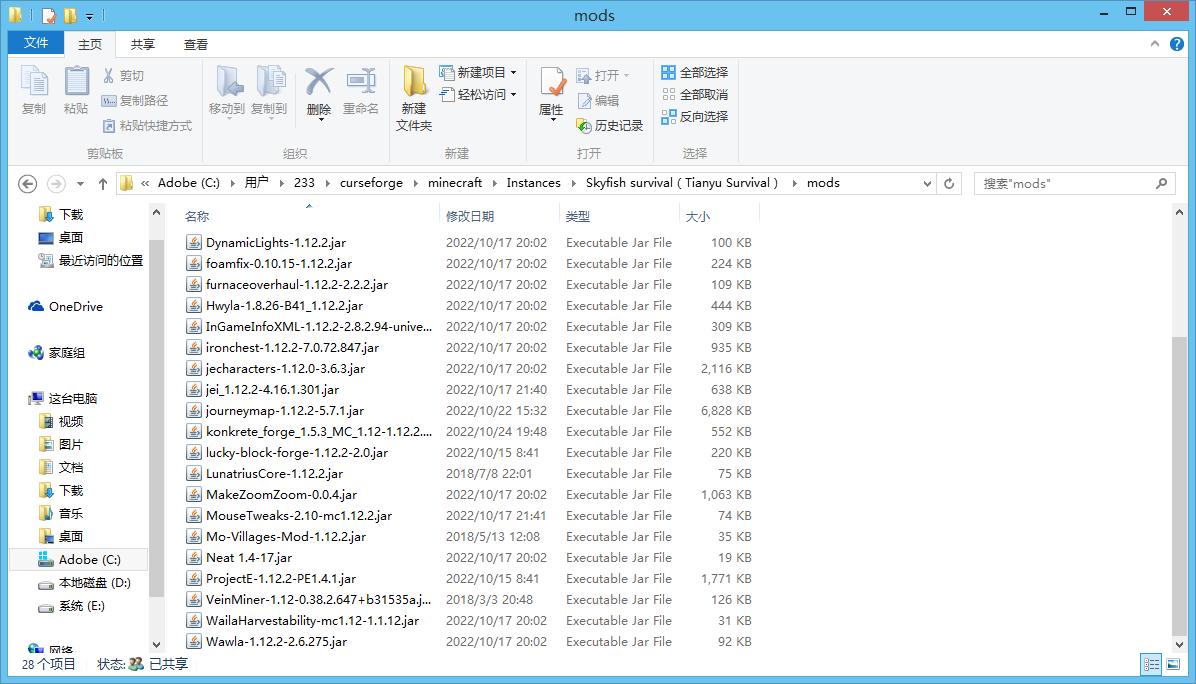 mods
文件 主页 共享 查看
复制 粘贴 剪切 复制路径 粘贴快捷方式 剪贴板
移动到 复制到 删除 重命名 组织
新建文件夹 新建项目 轻松访问 新建
属性 打开 编辑 历史记录 打开
全部选择 全部取消 反向选择 选择
« Adobe (C:) 用户 233 curseforge minecraft Instances Skyfish survival ( Tianyu Survival ) mods 搜索"mods"
下载
桌面
最近访问的位置
OneDrive
家庭组
这台电脑
视频
图片
文档
下载
音乐
桌面
Adobe (C:)
本地磁盘 (D:)
系统 (E:)
网络
名称 修改日期 类型 大小
DynamicLights-1.12.2.jar 2022/10/17 20:02 Executable Jar File 100 KB
foamfix-0.10.15-1.12.2.jar 2022/10/17 20:02 Executable Jar File 224 KB
furnaceoverhaul-1.12.2-2.2.2.jar 2022/10/17 20:02 Executable Jar File 109 KB
Hwyla-1.8.26-B41_1.12.2.jar 2022/10/17 20:02 Executable Jar File 444 KB
InGameInfoXML-1.12.2-2.8.2.94-unive... 2022/10/17 20:02 Executable Jar File 309 KB
ironchest-1.12.2-7.0.72.847.jar 2022/10/17 20:02 Executable Jar File 935 KB
jecharacters-1.12.0-3.6.3.jar 2022/10/17 20:02 Executable Jar File 2,116 KB
jei_1.12.2-4.16.1.301.jar 2022/10/17 21:40 Executable Jar File 638 KB
journeymap-1.12.2-5.7.1.jar 2022/10/22 15:32 Executable Jar File 6,828 KB
konkrete_forge_1.5.3_MC_1.12-1.12.2.... 2022/10/24 19:48 Executable Jar File 552 KB
lucky-block-forge-1.12.2-2.0.jar 2022/10/15 8:41 Executable Jar File 220 KB
LunatriusCore-1.12.2.jar 2018/7/8 22:01 Executable Jar File 75 KB
MakeZoomZoom-0.0.4.jar 2022/10/17 20:02 Executable Jar File 1,063 KB
MouseTweaks-2.10-mc1.12.2.jar 2022/10/17 21:41 Executable Jar File 74 KB
Mo-Villages-Mod-1.12.2.jar 2018/5/13 12:08 Executable Jar File 35 KB
Neat 1.4-17.jar 2022/10/17 20:02 Executable Jar File 19 KB
ProjectE-1.12.2-PE1.4.1.jar 2022/10/15 8:41 Executable Jar File 1,771 KB
VeinMiner-1.12-0.38.2.647+b31535a.j... 2018/3/3 20:48 Executable Jar File 126 KB
WailaHarvestability-mc1.12-1.1.12.jar 2022/10/17 20:02 Executable Jar File 31 KB
Wawla-1.12.2-2.6.275.jar 2022/10/17 20:02 Executable Jar File 92 KB
28 个项目 状态: 已共享